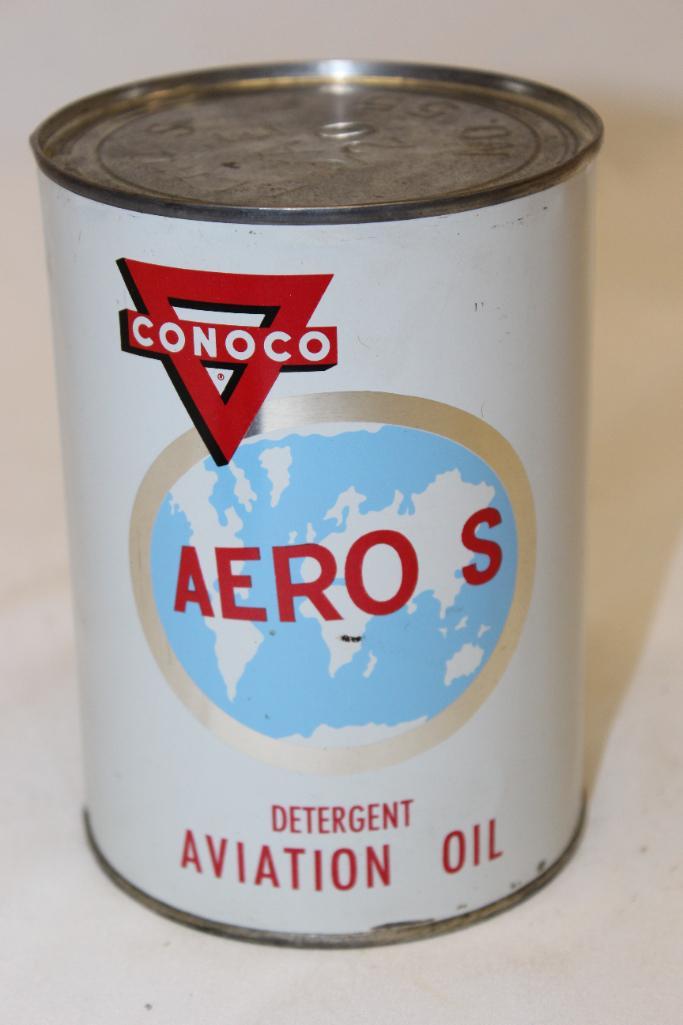 CONOCO
®
AERO S
DETERGENT
AVIATION OIL